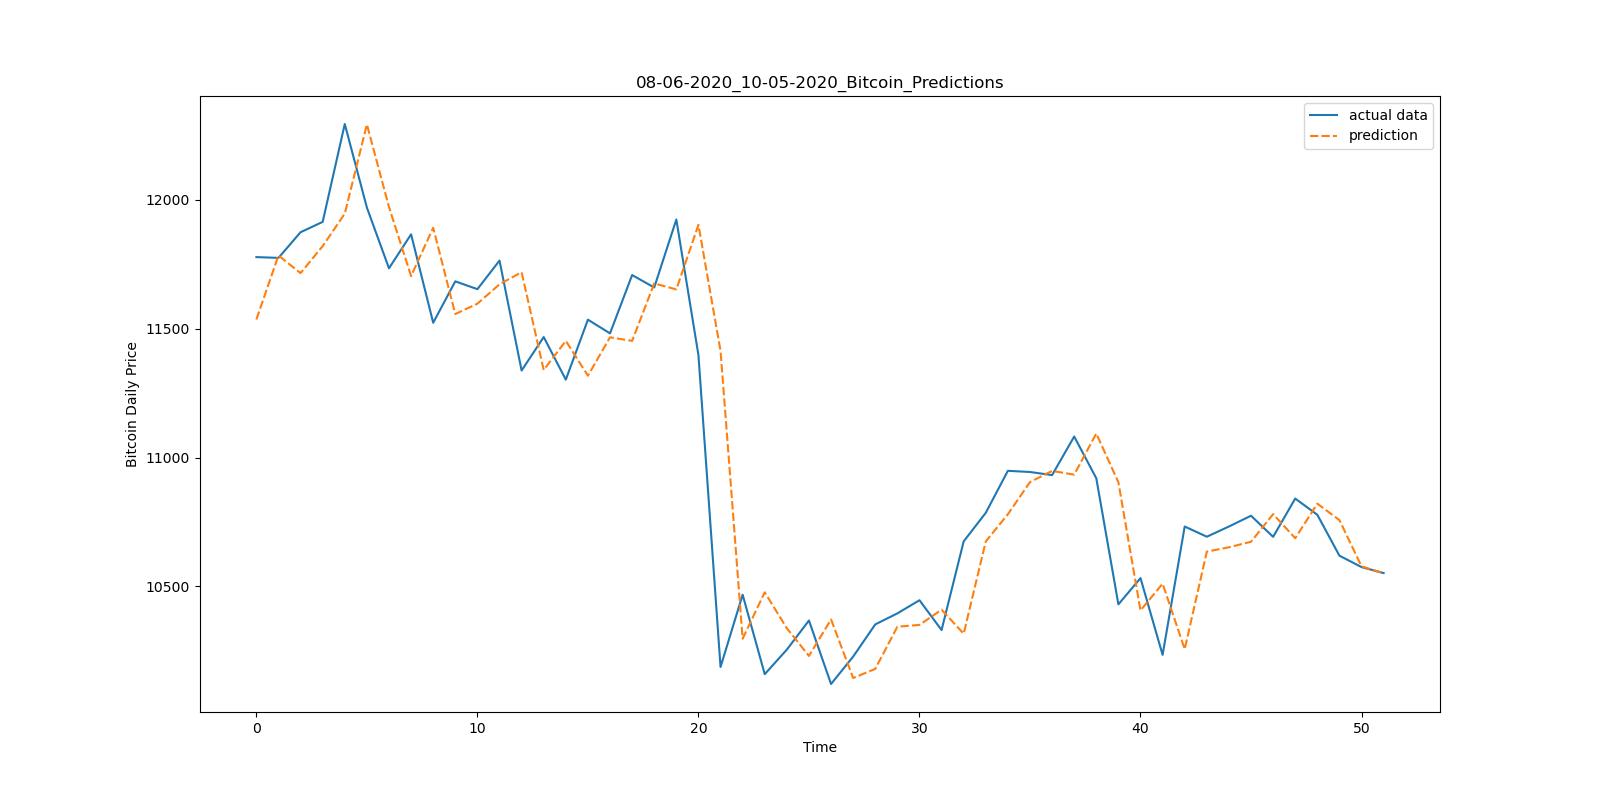 08-06-2020_10-05-2020_Bitcoin_Predictions
actual data
prediction
12000
11500
11000
10500
Bitcoin Daily Price
0 10 20 30 40 50
Time